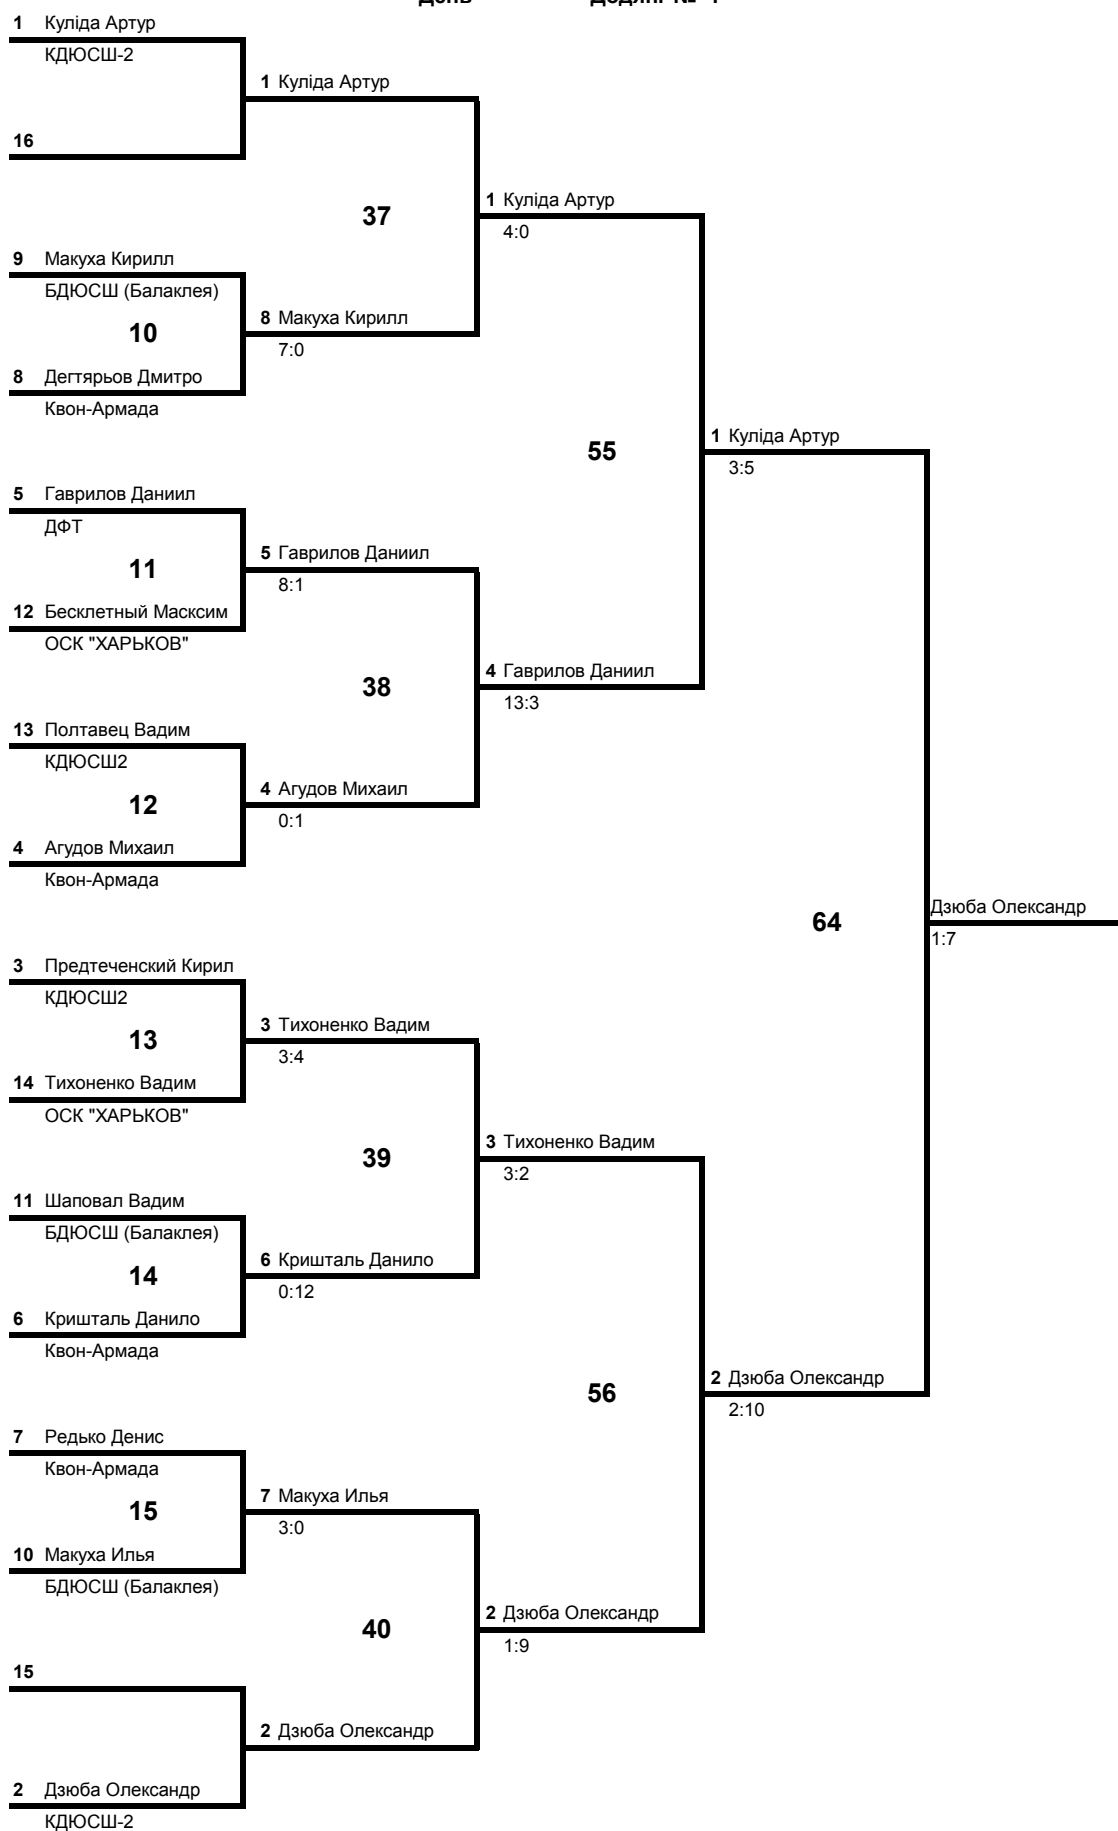 1 Куліда Артур
КДЮСШ-2
1 Куліда Артур
16
37
1 Куліда Артур
4:0
9 Макуха Кирилл
БДЮСШ (Балаклея)
10
8 Макуха Кирилл
7:0
8 Дегтярьов Дмитро
Квон-Армада
55
1 Куліда Артур
3:5
5 Гаврилов Даниил
ДФТ
11
5 Гаврилов Даниил
8:1
12 Бесклетный Масксим
ОСК "ХАРЬКОВ"
38
4 Гаврилов Даниил
13:3
13 Полтавец Вадим
КДЮСШ2
12
4 Агудов Михаил
0:1
4 Агудов Михаил
Квон-Армада
64
Дзюба Олександр
1:7
3 Предтеченский Кирил
КДЮСШ2
13
3 Тихоненко Вадим
3:4
14 Тихоненко Вадим
ОСК "ХАРЬКОВ"
39
3 Тихоненко Вадим
3:2
11 Шаповал Вадим
БДЮСШ (Балаклея)
14
6 Кришталь Данило
0:12
6 Кришталь Данило
Квон-Армада
56
2 Дзюба Олександр
2:10
7 Редько Денис
Квон-Армада
15
7 Макуха Илья
3:0
10 Макуха Илья
БДЮСШ (Балаклея)
40
2 Дзюба Олександр
1:9
15
2 Дзюба Олександр
2 Дзюба Олександр
КДЮСШ-2